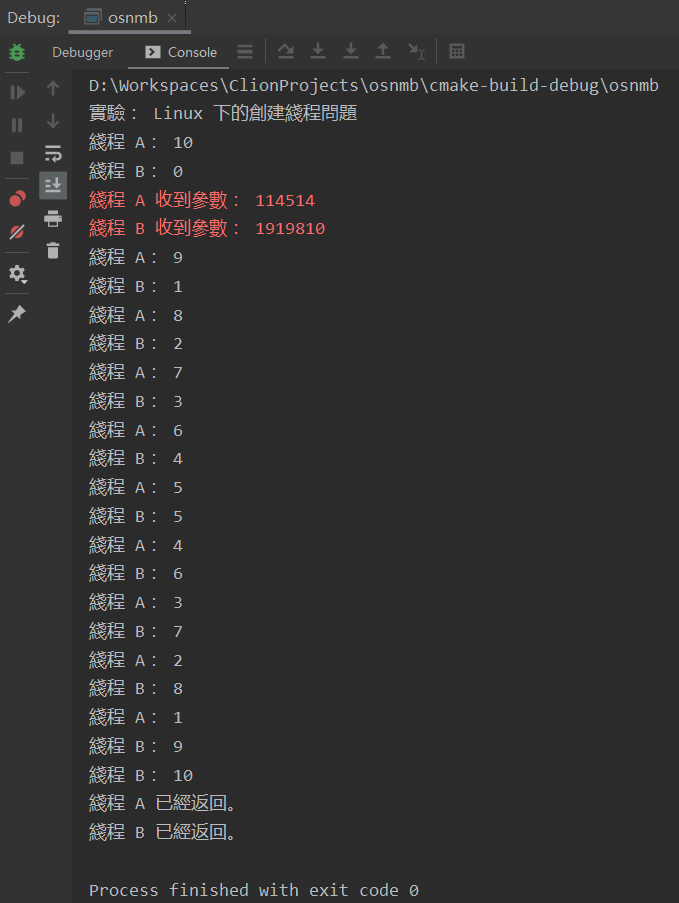 Debug: osnmb
Debugger Console
D:\Workspaces\ClionProjects\osnmb\cmake-build-debug\osnmb
實驗： Linux 下的創建綫程問題
綫程 A： 10
綫程 B： 0
綫程 A 收到參數： 114514
綫程 B 收到參數： 1919810
綫程 A： 9
綫程 B： 1
綫程 A： 8
綫程 B： 2
綫程 A： 7
綫程 B： 3
綫程 A： 6
綫程 B： 4
綫程 A： 5
綫程 B： 5
綫程 A： 4
綫程 B： 6
綫程 A： 3
綫程 B： 7
綫程 A： 2
綫程 B： 8
綫程 A： 1
綫程 B： 9
綫程 B： 10
綫程 A 已經返回。
綫程 B 已經返回。
Process finished with exit code 0